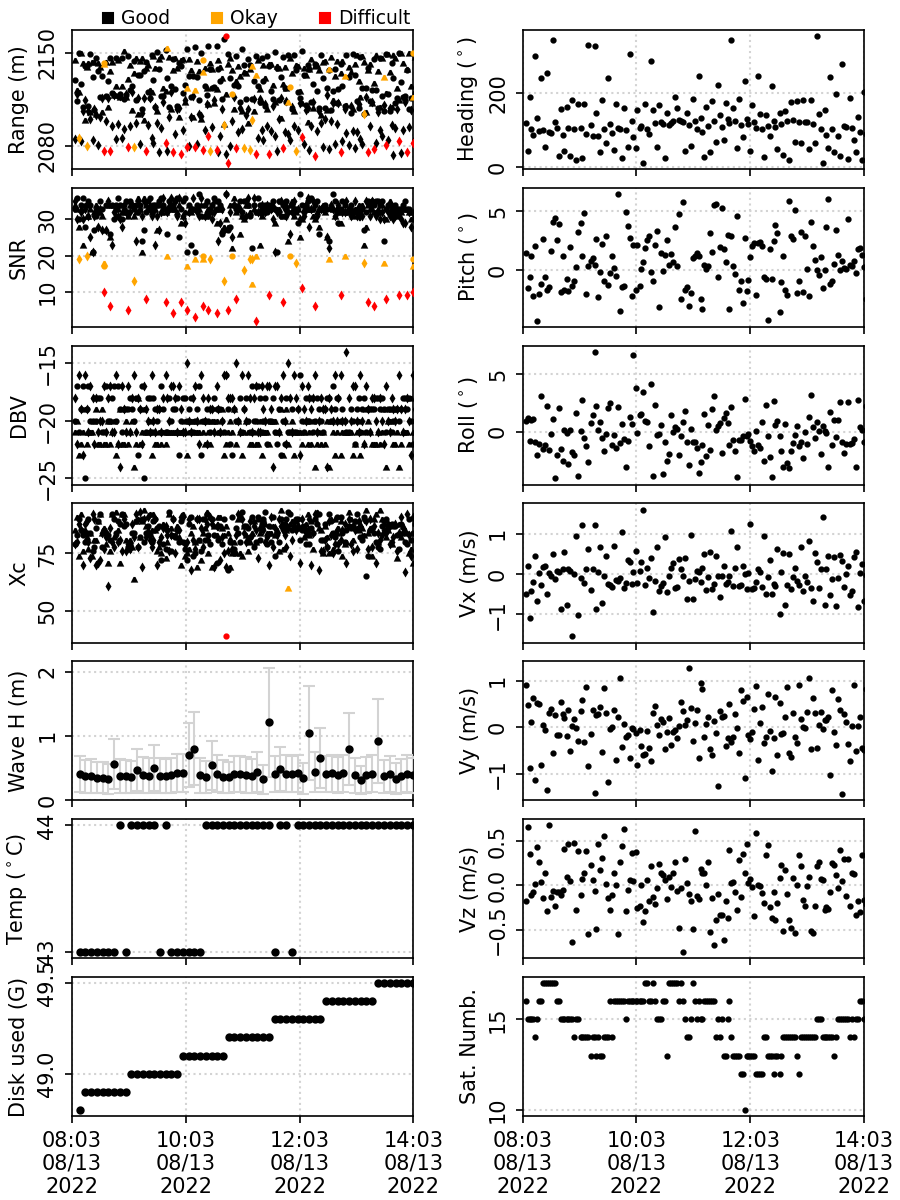 Good Okay Difficult
Range (m)
2150
2080
Heading (°)
200
0
SNR
30
20
10
Pitch (°)
5
0
DBV
−15
−20
−25
Roll (°)
5
0
Xc
75
50
Vx (m/s)
1
0
−1
Wave H (m)
2
1
0
Vy (m/s)
1
0
−1
Temp (°C)
44
43
Vz (m/s)
0.5
0.0
−0.5
Disk used (G)
49.5
49.0
Sat. Numb.
15
10
08:03 10:03 12:03 14:03 08:03 10:03 12:03 14:03
08/13 08/13 08/13 08/13 08/13 08/13 08/13 08/13
2022 2022 2022 2022 2022 2022 2022 2022